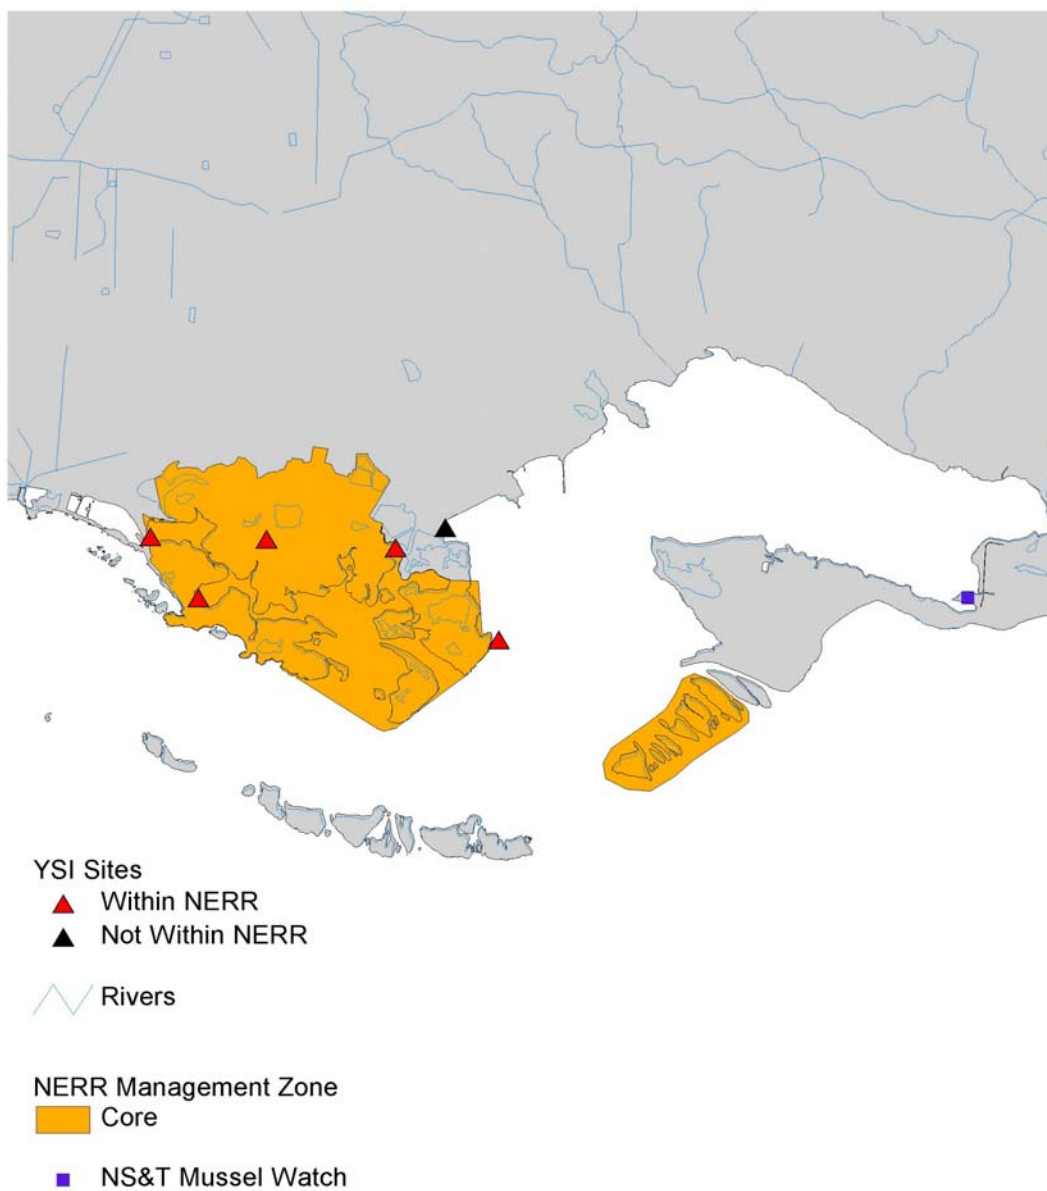 YSI Sites
Within NERR
Not Within NERR
Rivers
NERR Management Zone
Core
NS&T Mussel Watch